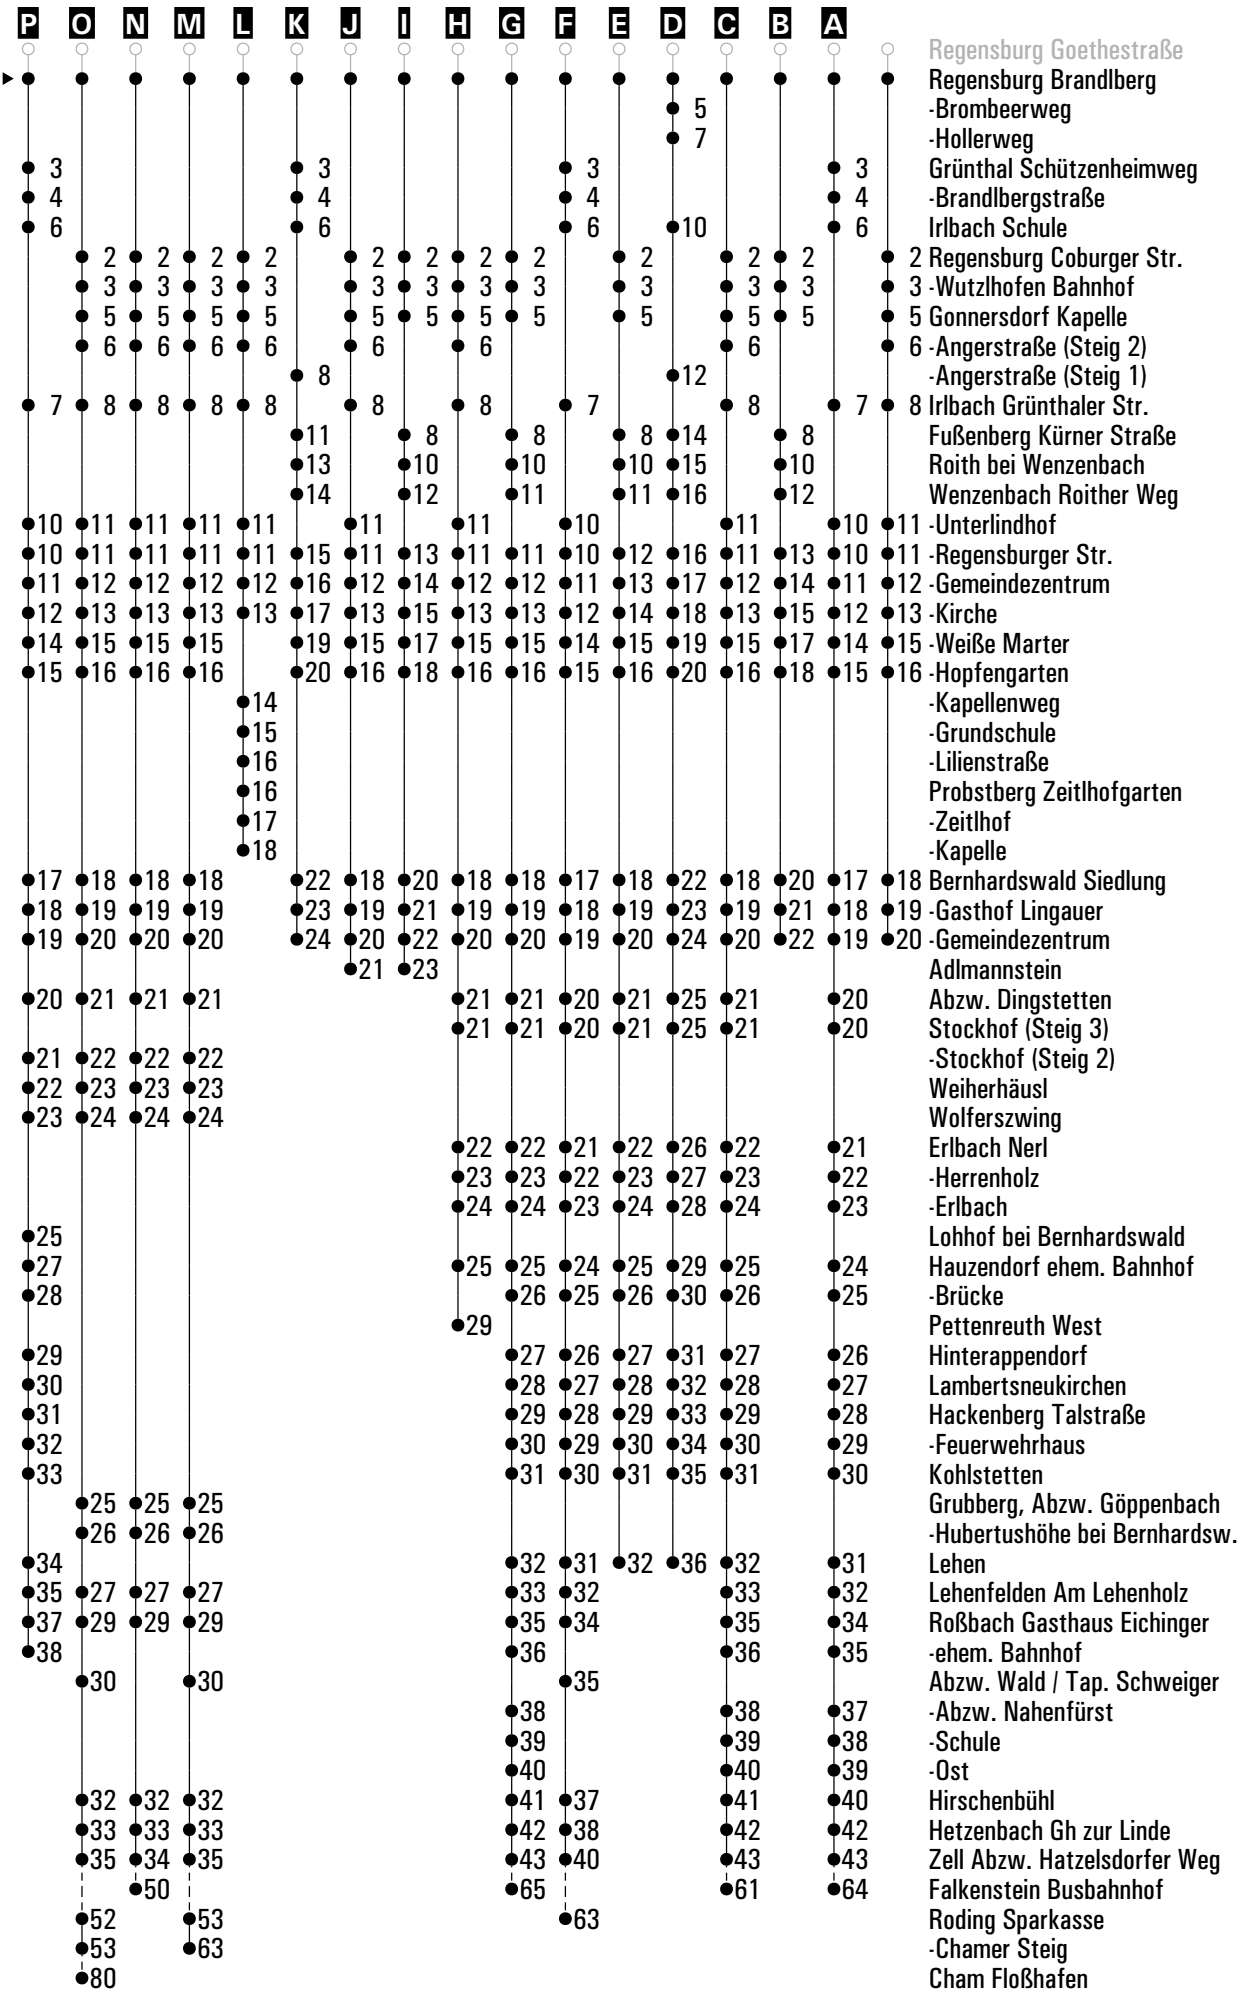 P O N M L K J I H G F E D C B A
Regensburg Goethestraße
Regensburg Brandlberg
5 -Brombeerweg
7 -Hollerweg
3 3 3 3 Grünthal Schützenheimweg
4 4 4 4 -Brandlbergstraße
6 6 6 10 6 Irlbach Schule
2 2 2 2 2 2 2 2 2 2 2 2 Regensburg Coburger Str.
3 3 3 3 3 3 3 3 3 3 3 3 -Wutzlhofen Bahnhof
5 5 5 5 5 5 5 5 5 5 5 5 Gonnersdorf Kapelle
6 6 6 6 6 6 6 6 -Angerstraße (Steig 2)
8 12 -Angerstraße (Steig 1)
7 8 8 8 8 8 8 7 8 7 8 Irlbach Grünthaler Str.
11 8 8 8 14 8 Fußenberg Kürner Straße
13 10 10 10 15 10 Roith bei Wenzenbach
14 12 11 11 16 12 Wenzenbach Roither Weg
10 11 11 11 11 11 11 10 11 10 11 -Unterlindhof
10 11 11 11 11 15 11 13 11 11 10 12 16 11 13 10 11 -Regensburger Str.
11 12 12 12 12 16 12 14 12 12 11 13 17 12 14 11 12 -Gemeindezentrum
12 13 13 13 13 17 13 15 13 13 12 14 18 13 15 12 13 -Kirche
14 15 15 15 19 15 17 15 15 14 15 19 15 17 14 15 -Weiße Marter
15 16 16 16 20 16 18 16 16 15 16 20 16 18 15 16 -Hopfengarten
14 -Kapellenweg
15 -Grundschule
16 -Lilienstraße
16 Probstberg Zeitlhofgarten
17 -Zeitlhof
18 -Kapelle
17 18 18 18 22 18 20 18 18 17 18 22 18 20 17 18 Bernhardswald Siedlung
18 19 19 19 23 19 21 19 19 18 19 23 19 21 18 19 -Gasthof Lingauer
19 20 20 20 24 20 22 20 20 19 20 24 20 22 19 20 -Gemeindezentrum
21 23 Adlmannstein
20 21 21 21 21 21 20 21 25 21 20 Abzw. Dingstetten
21 21 20 21 25 21 20 Stockhof (Steig 3)
21 22 22 22 -Stockhof (Steig 2)
22 23 23 23 Weiherhäusl
23 24 24 24 Wolferszwing
22 22 21 22 26 22 21 Erlbach Nerl
23 23 22 23 27 23 22 -Herrenholz
24 24 23 24 28 24 23 -Erlbach
25 Lohhof bei Bernhardswald
27 25 25 24 25 29 25 24 Hauzendorf ehem. Bahnhof
28 26 25 26 30 26 25 -Brücke
29 Pettenreuth West
29 27 26 27 31 27 26 Hinterappendorf
30 28 27 28 32 28 27 Lambertsneukirchen
31 29 28 29 33 29 28 Hackenberg Talstraße
32 30 29 30 34 30 29 -Feuerwehrhaus
33 31 30 31 35 31 30 Kohlstetten
25 25 25 Grubberg, Abzw. Göppenbach
26 26 26 -Hubertushöhe bei Bernhardsw.
34 32 31 32 36 32 31 Lehen
35 27 27 27 33 32 33 32 Lehenfelden Am Lehenholz
37 29 29 29 35 34 35 34 Roßbach Gasthaus Eichinger
38 36 36 35 -ehem. Bahnhof
30 30 35 Abzw. Wald / Tap. Schweiger
38 38 37 -Abzw. Nahenfürst
39 39 38 -Schule
40 40 39 -Ost
32 32 32 41 37 41 40 Hirschenbühl
33 33 33 42 38 42 42 Hetzenbach Gh zur Linde
35 34 35 43 40 43 43 Zell Abzw. Hatzelsdorfer Weg
50 65 61 64 Falkenstein Busbahnhof
52 53 63 Roding Sparkasse
53 63 -Chamer Steig
80 Cham Floßhafen